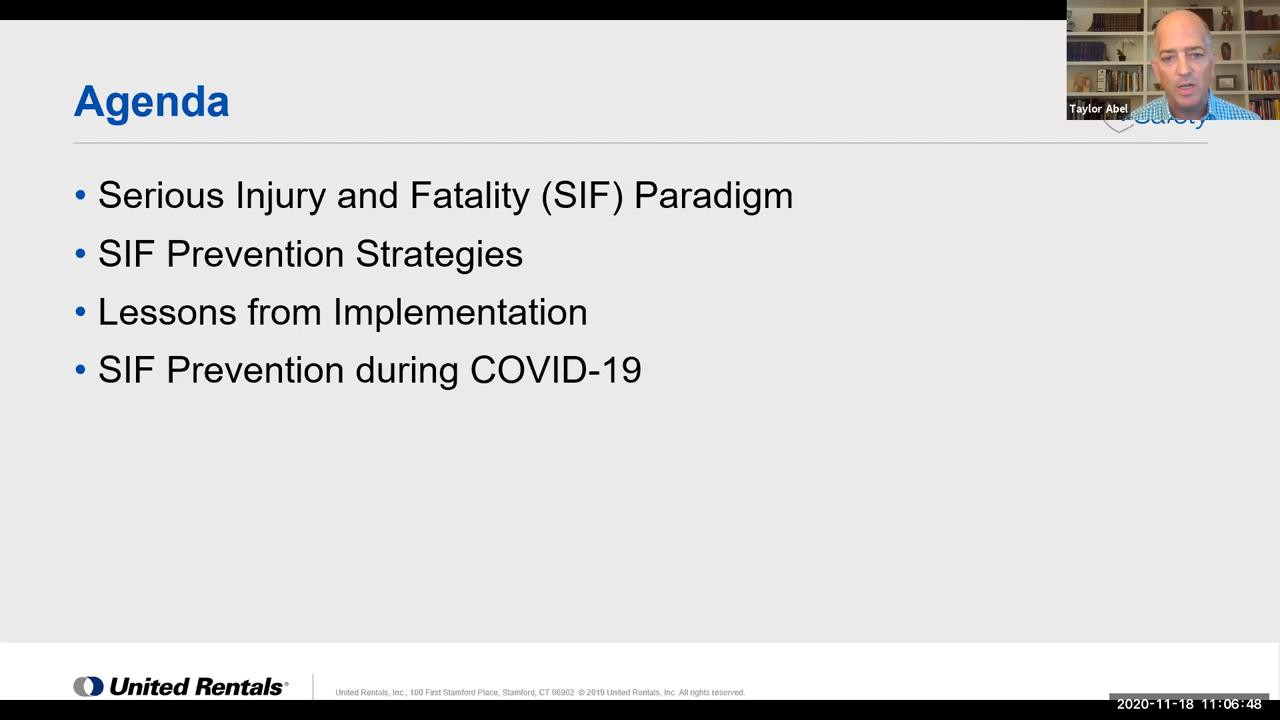 Agenda
Taylor Abel
Safety
• Serious Injury and Fatality (SIF) Paradigm
• SIF Prevention Strategies
• Lessons from Implementation
• SIF Prevention during COVID-19
United Rentals®
United Rentals, Inc., 100 First Stamford Place, Stamford, CT 06902 © 2019 United Rentals, Inc. All rights reserved.
2020-11-18 11:06:48